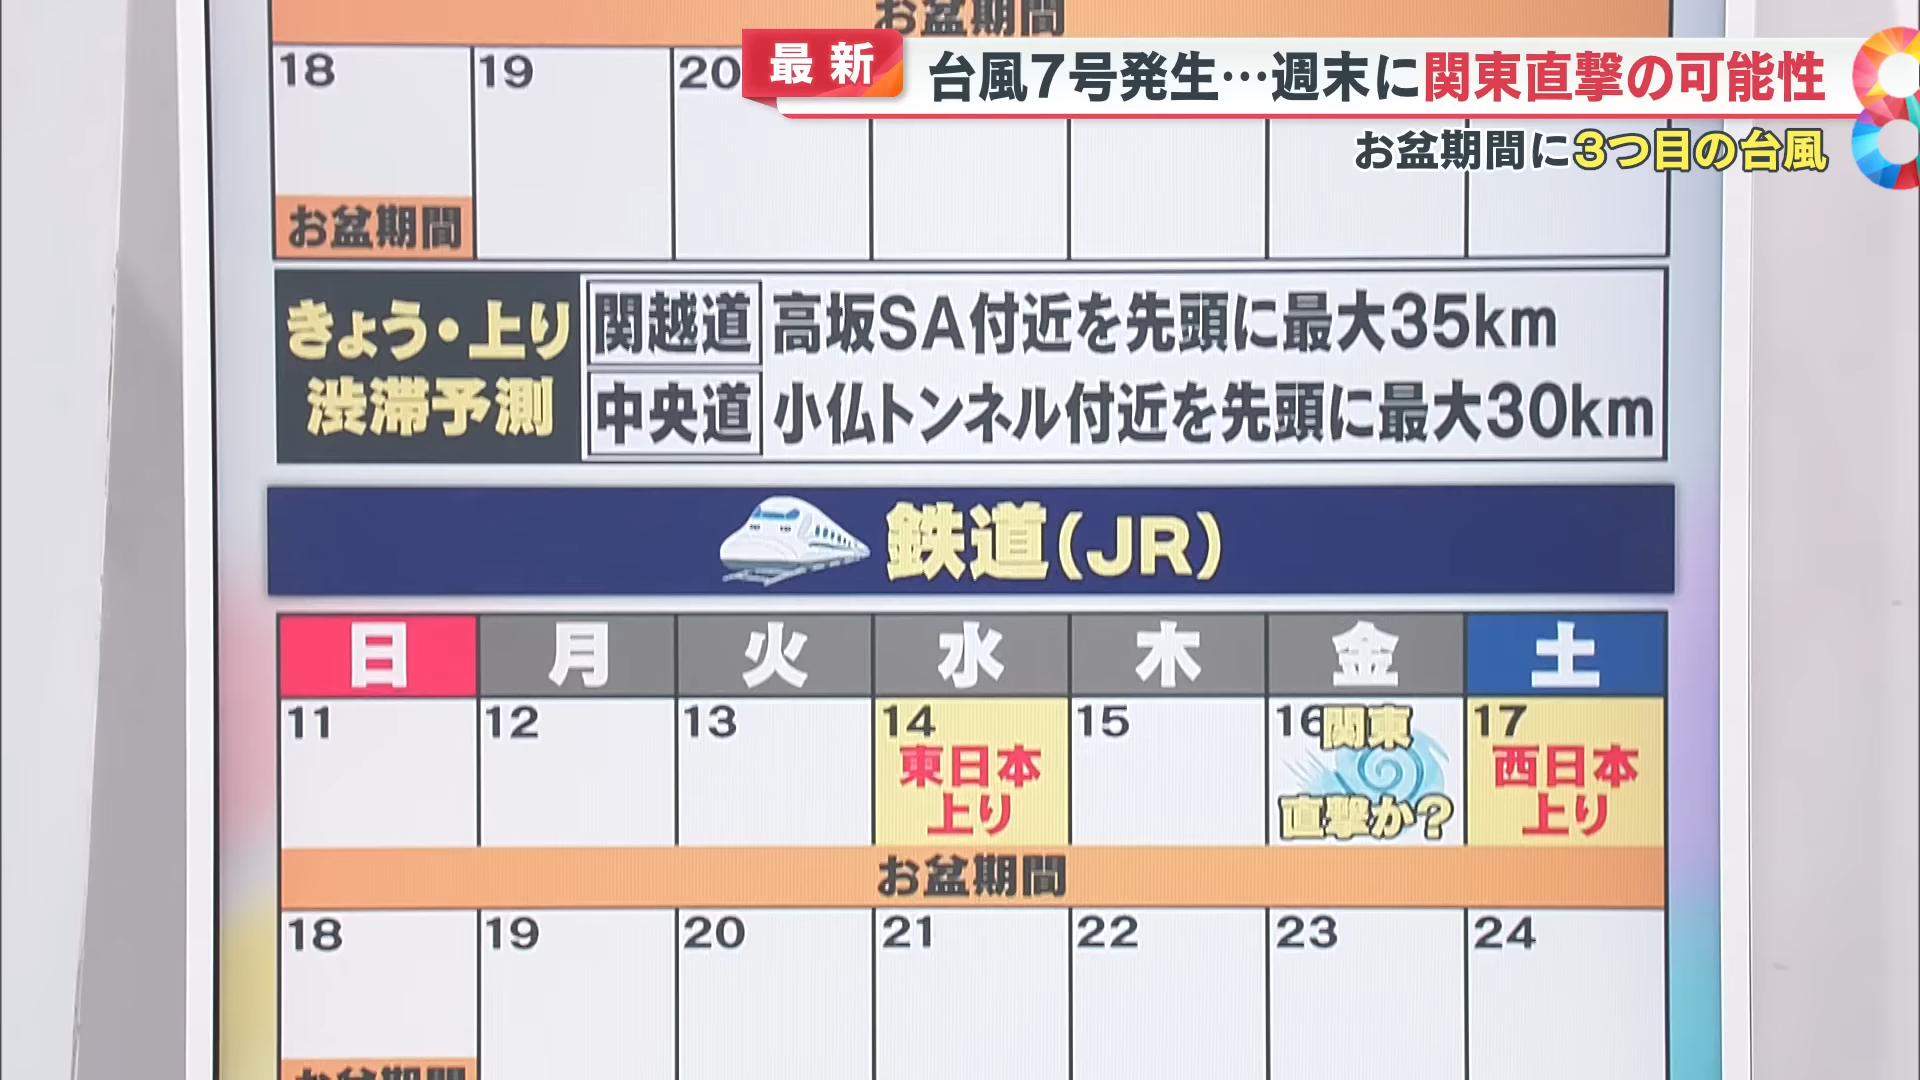 お盆期間
最新
台風7号発生…週末に関東直撃の可能性
お盆期間に3つ目の台風
18 19 20
お盆期間
きょう・上り
渋滞予測
関越道 高坂SA付近を先頭に最大35km
中央道 小仏トンネル付近を先頭に最大30km
鉄道(JR)
日 月 火 水 木 金 土
11 12 13 14 15 16 17
東日本
上り
関東
直撃か?
西日本
上り
お盆期間
18 19 20 21 22 23 24
お盆期間